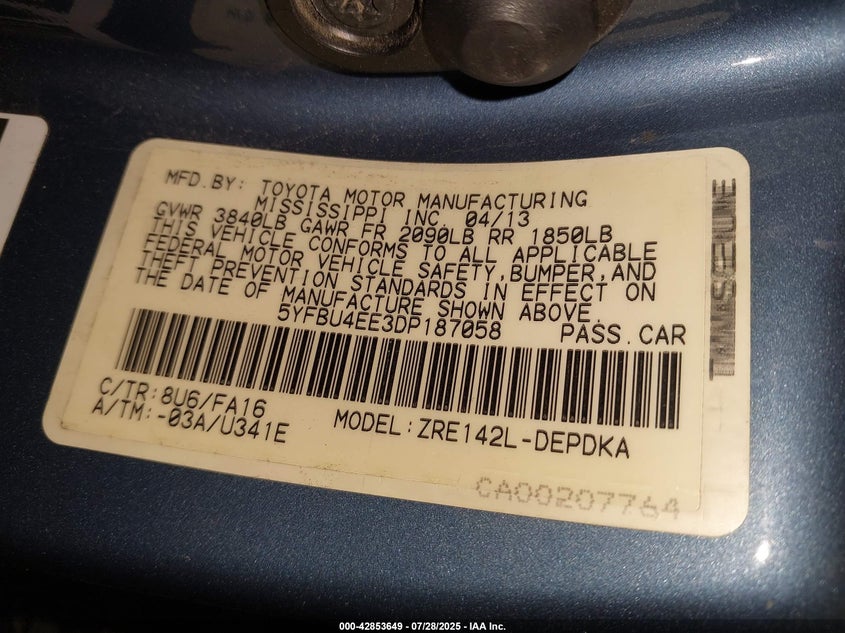 MFD.BY: TOYOTA MOTOR MANUFACTURING
MISSISSIPPI INC. 04/13
GVWR 3840LB GAWR FR 2090LB RR 1850LB
THIS VEHICLE CONFORMS TO ALL APPLICABLE
FEDERAL MOTOR VEHICLE SAFETY,BUMPER,AND
THEFT PREVENTION STANDARDS IN EFFECT ON
THE DATE OF MANUFACTURE SHOWN ABOVE.
5YFBU4EE3DP187058 PASS.CAR
C/TR:8U6/FA16
A/TM:-03A/U341E
MODEL:ZRE142L-DEPDKA
CA00207764
000-42853649 / 07/28/2025 - IAA Inc.